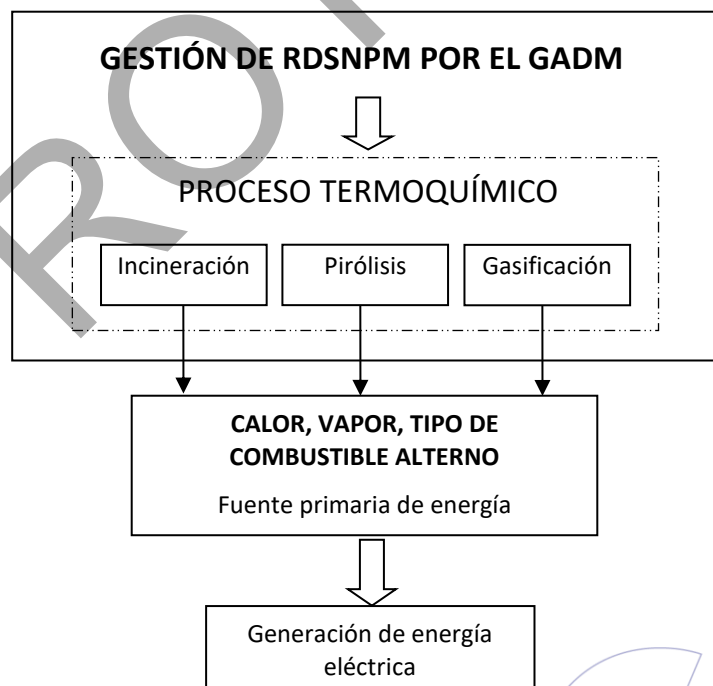 GESTIÓN DE RDSNPM POR EL GADM
PROCESO TERMOQUÍMICO
Incineración Pirólisis Gasificación
CALOR, VAPOR, TIPO DE
COMBUSTIBLE ALTERNO
Fuente primaria de energía
Generación de energía
eléctrica